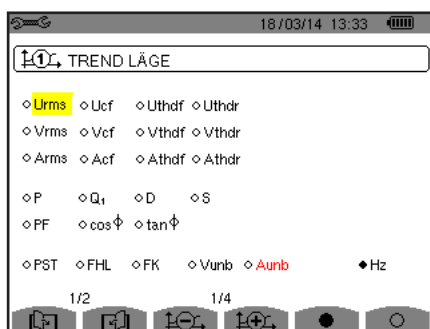 18/03/14 13:33
1 TREND LÄGE
Urms Ucf Uthdf Uthdr
Vrms Vcf Vthdf Vthdr
Arms Acf Athdf Athdr
P Q₁ D S
PF cosΦ tanΦ
PST FHL FK Vunb Aunb Hz
1/2 1/4